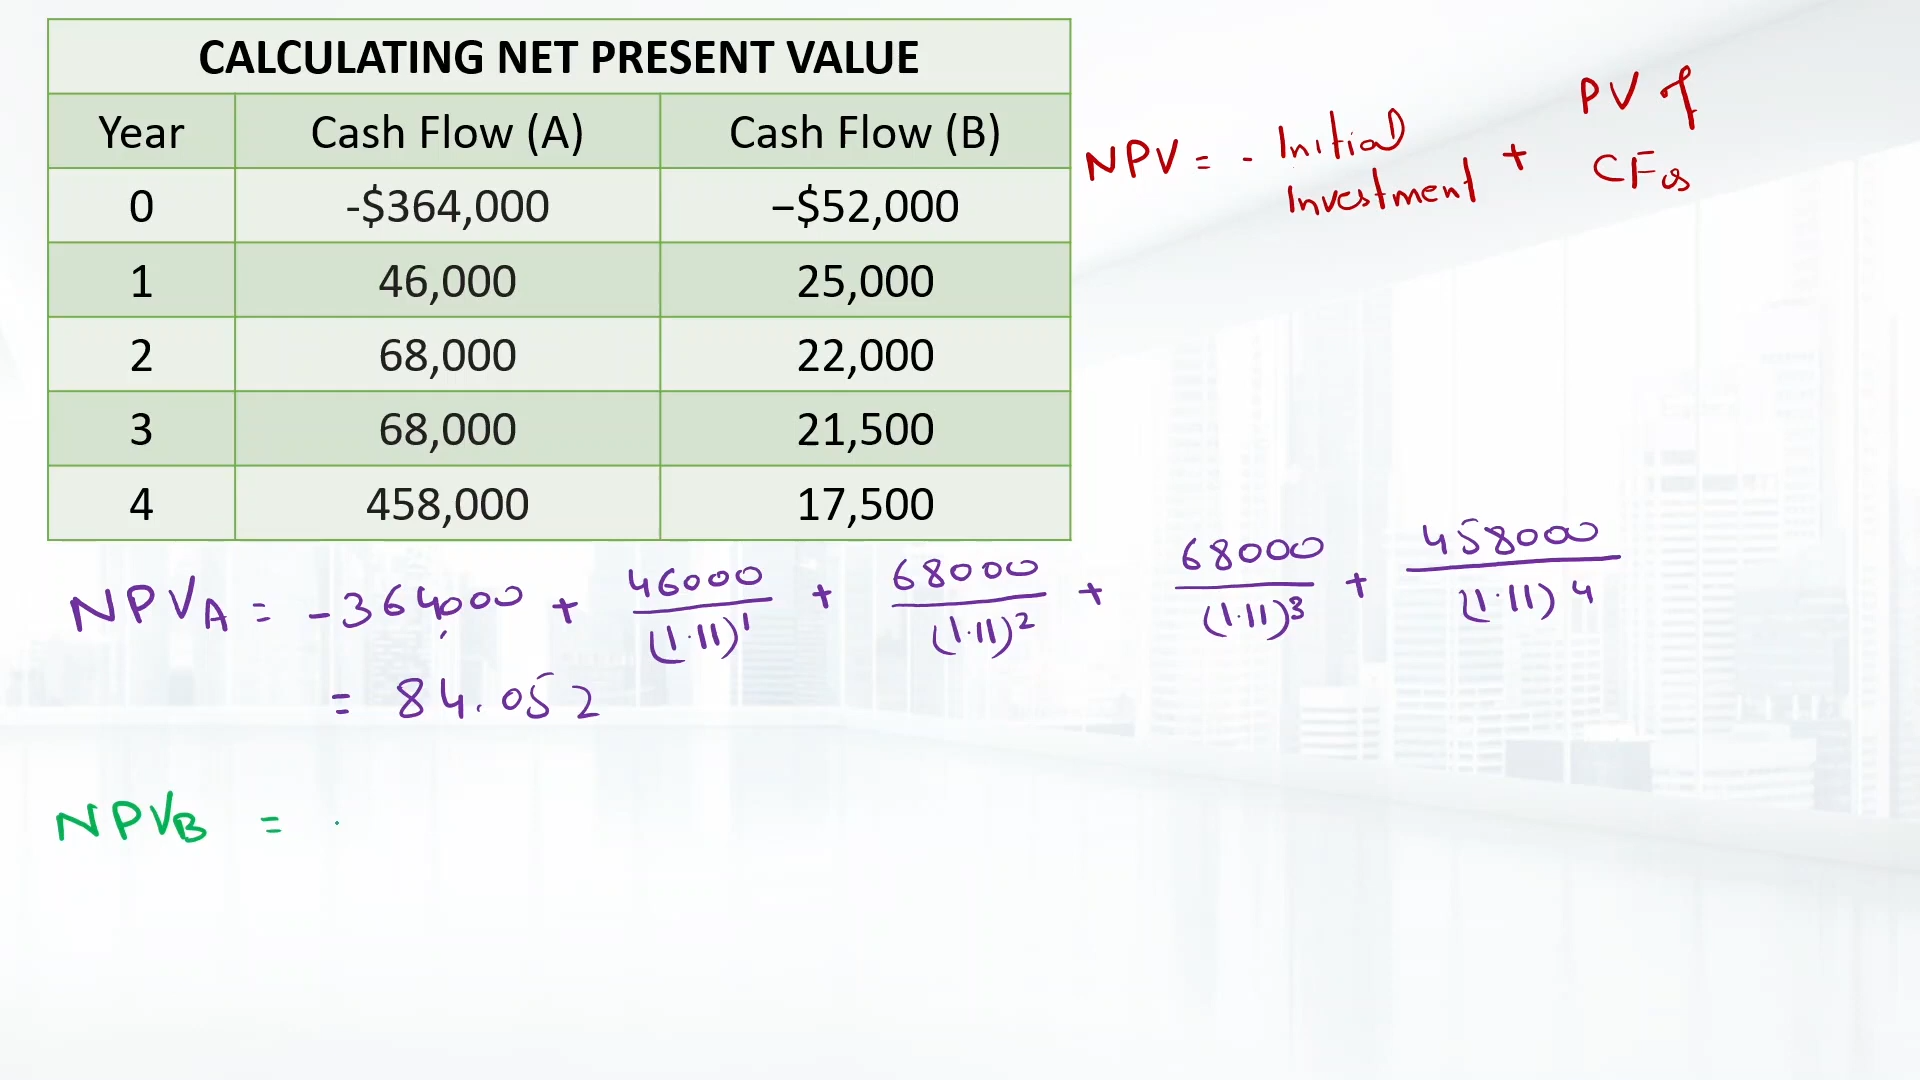 CALCULATING NET PRESENT VALUE
Year Cash Flow (A) Cash Flow (B)
0 -$364,000 –$52,000
1 46,000 25,000
2 68,000 22,000
3 68,000 21,500
4 458,000 17,500
NPV = - Initial Investment + PV of CFos
NPVA = -364,000 + 46000/(1.11)^1 + 68000/(1.11)^2 + 68000/(1.11)^3 + 458000/(1.11)^4
= 84.052
NPVB =